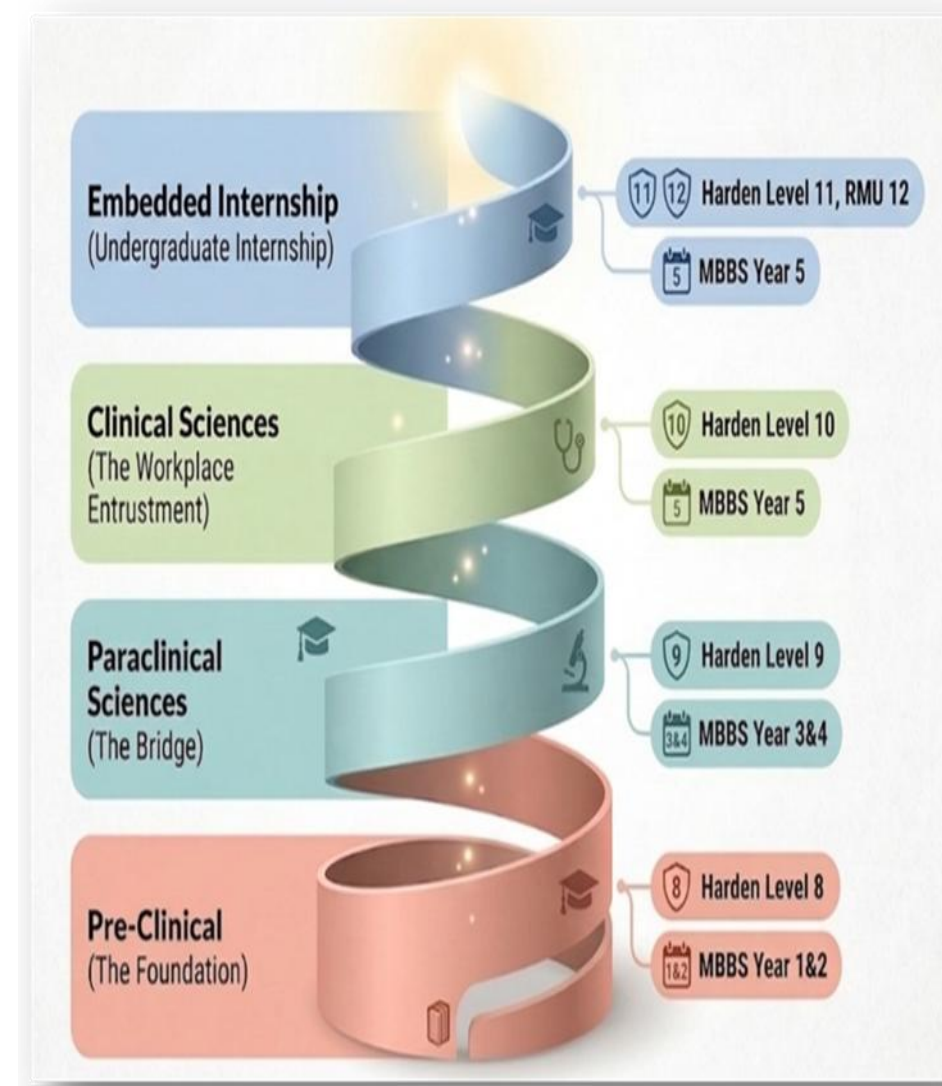 Embedded Internship
(Undergraduate Internship)
11 12 Harden Level 11, RMU 12
5 MBBS Year 5
Clinical Sciences
(The Workplace
Entrustment)
10 Harden Level 10
5 MBBS Year 5
Paraclinical
Sciences
(The Bridge)
9 Harden Level 9
3&4 MBBS Year 3&4
Pre-Clinical
(The Foundation)
8 Harden Level 8
1&2 MBBS Year 1&2